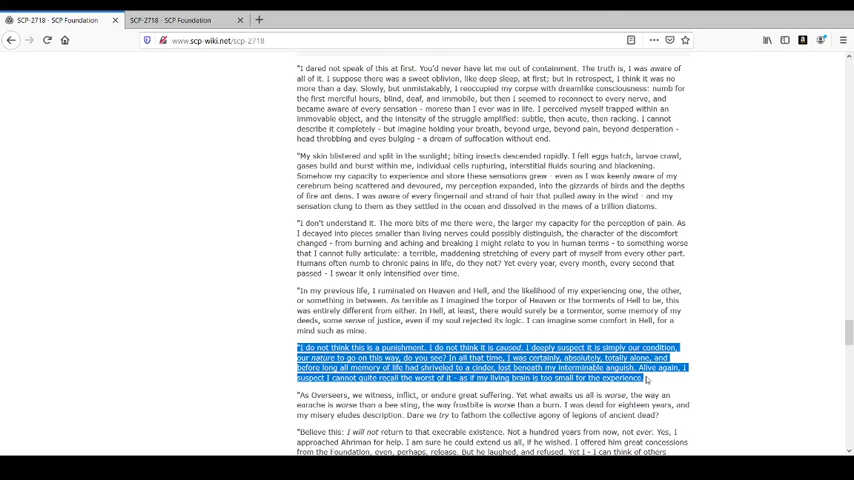 SCP-2718 - SCP Foundation
SCP-2718 - SCP Foundation
www.scp-wiki.net/scp-2718
"I dared not speak of this at first. You'd never have let me out of containment. The truth is, I was aware of
all of it. I suppose there was a sweet oblivion, like deep sleep, at first; but in retrospect, I think it was no
more than a day. Slowly, but unmistakably, I reoccupied my corpse with dreamlike consciousness: numb for
the first merciful hours, blind, deaf, and immobile, but then I seemed to reconnect to every nerve, and
became aware of every sensation - moreso than I ever was in life. I perceived myself trapped within an
immovable object, and the intensity of the struggle amplified: subtle, then acute, then racking. I cannot
describe it completely - but imagine holding your breath, beyond urge, beyond pain, beyond desperation -
head throbbing and eyes bulging - a dream of suffocation without end.
"My skin blistered and split in the sunlight; biting insects descended rapidly. I felt eggs hatch, larvae crawl,
gases build and burst within me, individual cells rupturing, interstitial fluids souring and blackening.
Somehow my capacity to experience and store these sensations grew - even as I was keenly aware of my
cerebrum being scattered and devoured, my perception expanded, into the gizzards of birds and the depths
of fire ant dens. I was aware of every fingernail and strand of hair that pulled away in the wind - and my
sensation clung to them as they settled in the ocean and dissolved in the maws of a trillion diatoms.
"I don't understand it. The more bits of me there were, the larger my capacity for the perception of pain. As
I decayed into pieces smaller than living nerves could possibly distinguish, the character of the discomfort
changed - from burning and aching and breaking I might relate to you in human terms - to something worse
that I cannot fully articulate: a terrible, maddening stretching of every part of myself from every other part.
Humans often numb to chronic pains in life, do they not? Yet every year, every month, every second that
passed - I swear it only intensified over time.
"In my previous life, I ruminated on Heaven and Hell, and the likelihood of my experiencing one, the other,
or something in between. As terrible as I imagined the torpor of Heaven or the torments of Hell to be, this
was entirely different from either. In Hell, at least, there would surely be a tormentor, some memory of my
deeds, some sense of justice, even if my soul rejected its logic. I can imagine some comfort in Hell, for a
mind such as mine.
"I do not think this is a punishment. I do not think it is caused. I deeply suspect it is simply our condition,
our nature to go on this way, do you see? In all that time, I was certainly, absolutely, totally alone, and
before long all memory of life had shriveled to a cinder, lost beneath my interminable anguish. Alive again, I
suspect I cannot quite recall the worst of it - as if my living brain is too small for the experience.
"As Overseers, we witness, inflict, or endure great suffering. Yet what awaits us all is worse, the way an
earache is worse than a bee sting, the way frostbite is worse than a burn. I was dead for eighteen years, and
my misery eludes description. Dare we try to fathom the collective agony of legions of ancient dead?
"Believe this: I will not return to that execrable existence. Not a hundred years from now, not ever. Yes, I
approached Ahriman for help. I am sure he could extend us all, if he wished. I offered him great concessions
from the Foundation, even, perhaps, release. But he laughed, and refused. Yet I - I can think of others